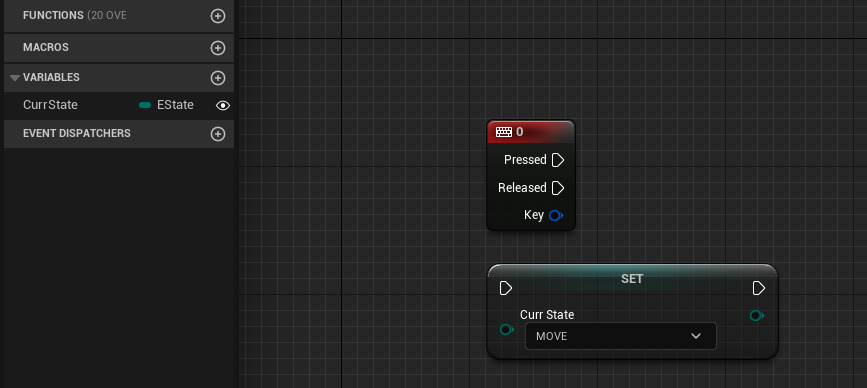 FUNCTIONS (20 OVE
MACROS
VARIABLES
CurrState EState
EVENT DISPATCHERS
0
Pressed
Released
Key
SET
Curr State
MOVE